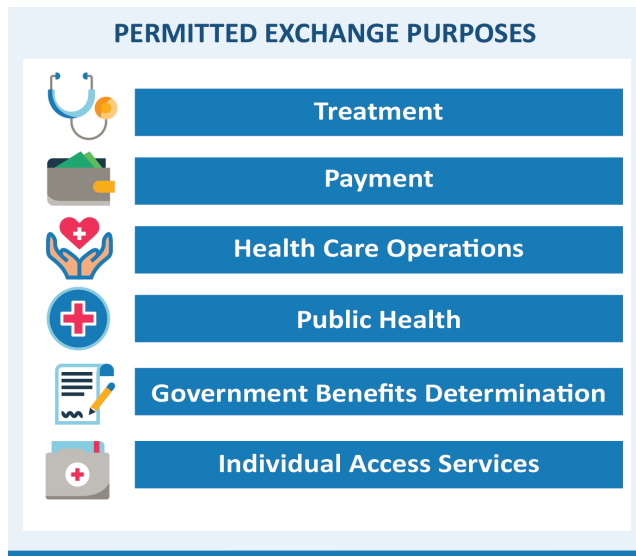 PERMITTED EXCHANGE PURPOSES
Treatment
Payment
Health Care Operations
Public Health
Government Benefits Determination
Individual Access Services